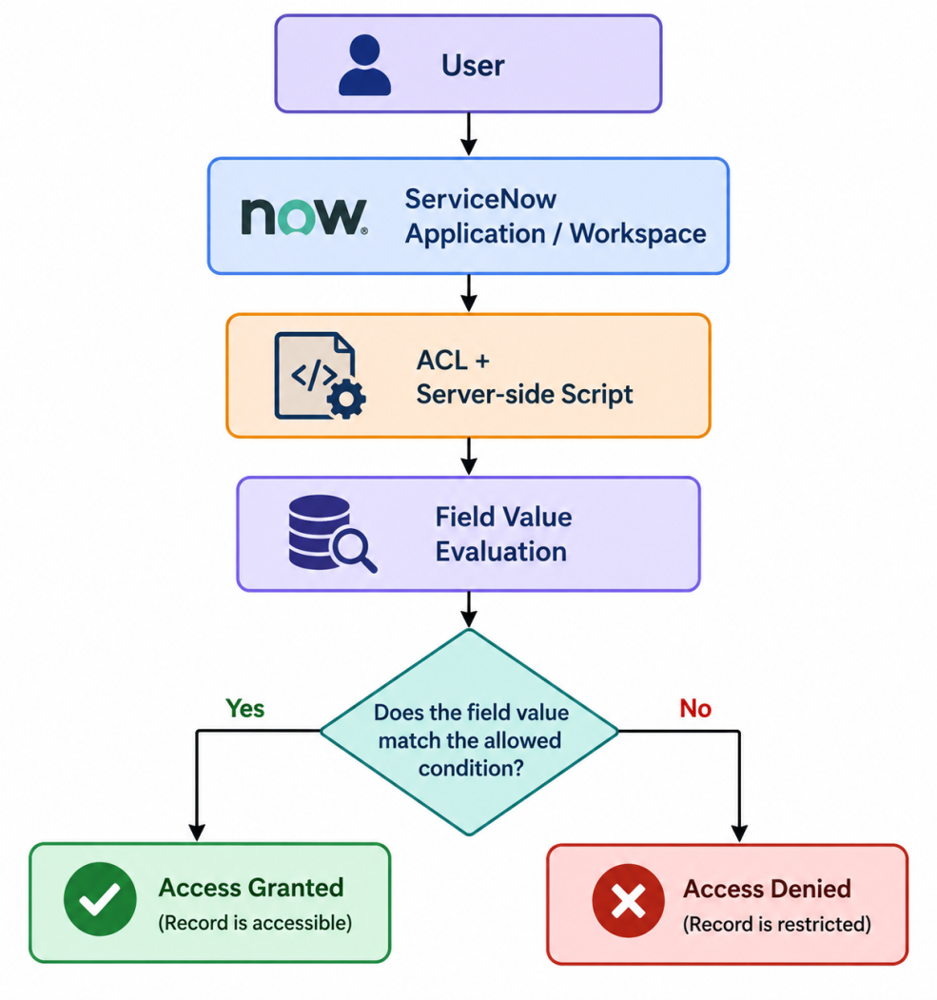 User
now®
ServiceNow
Application / Workspace
</>
ACL +
Server-side Script
Field Value
Evaluation
Does the field value
match the allowed
condition?
Yes
No
Access Granted
(Record is accessible)
Access Denied
(Record is restricted)